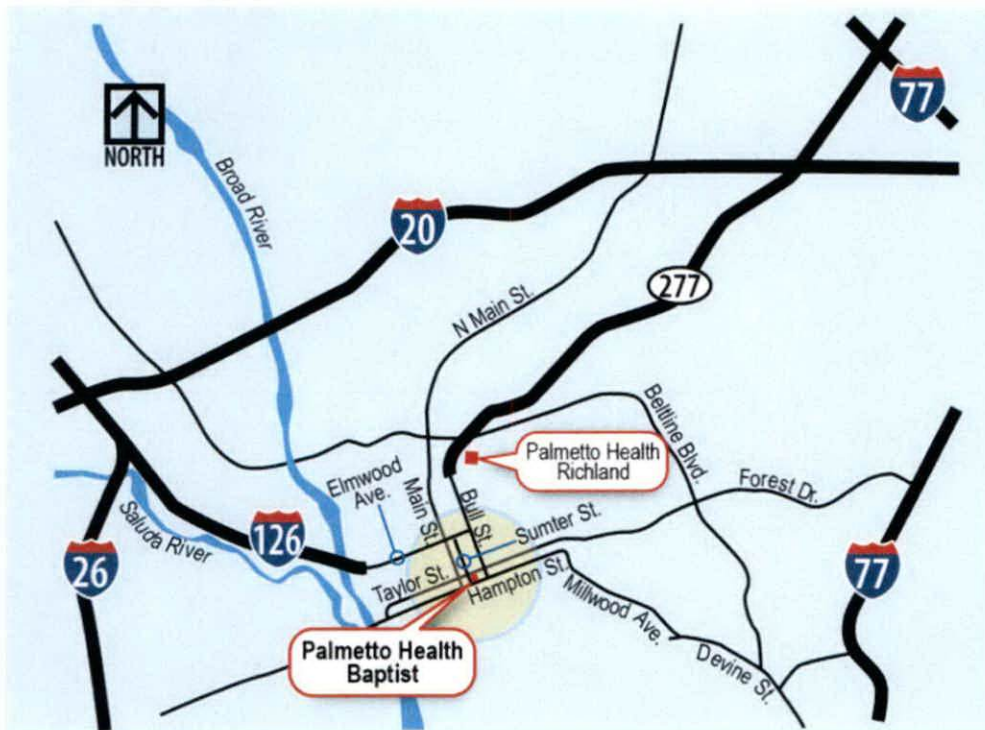 77
NORTH
Broad River
20
277
N Main St.
Beltline Blvd.
Palmetto Health
Richland
Elmwood
Ave.
Main St.
Bull St.
Forest Dr.
Sumter St.
Saluda River
126
26
77
Taylor St.
Hampton St.
Millwood Ave.
Palmetto Health
Baptist
Devine St.